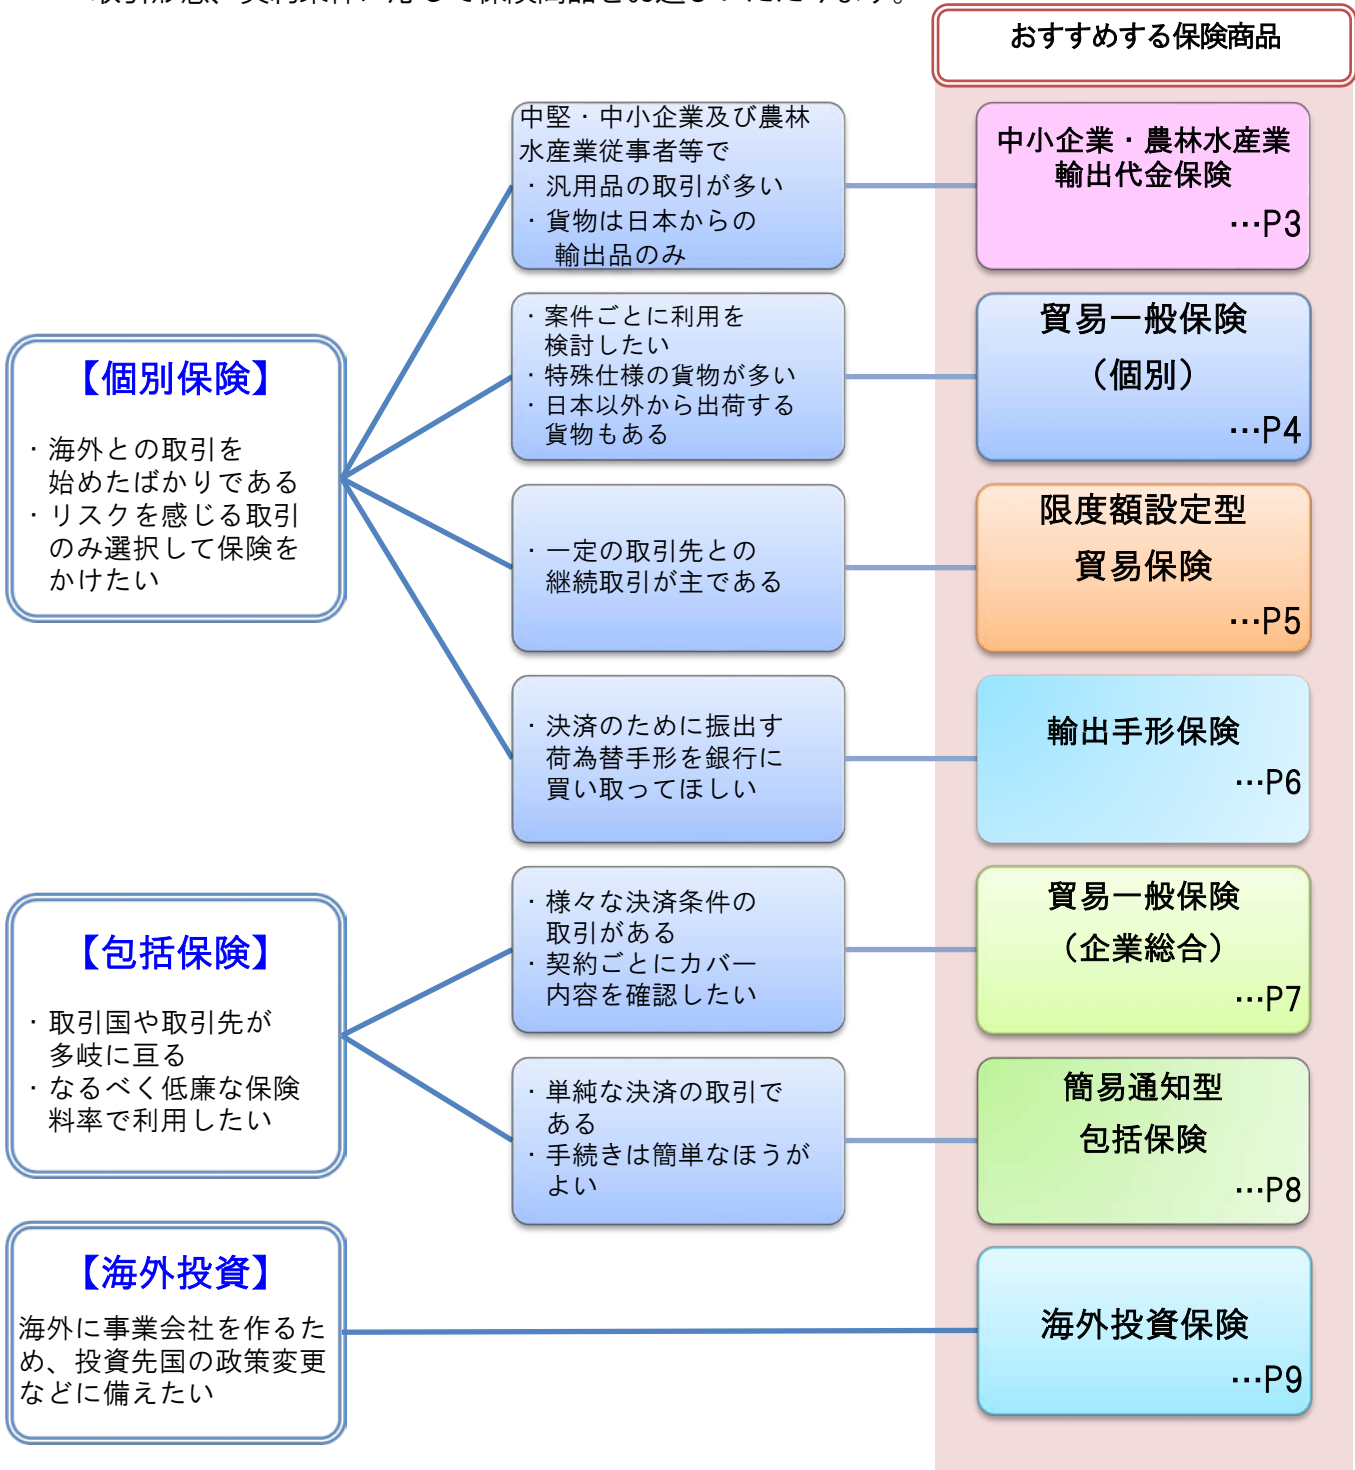 おすすめする保険商品
中堅・中小企業及び農林
水産業従事者等で
・汎用品の取引が多い
・貨物は日本からの
輸出品のみ
中小企業・農林水産業
輸出代金保険
…P3
・案件ごとに利用を
検討したい
・特殊仕様の貨物が多い
・日本以外から出荷する
貨物もある
貿易一般保険
（個別）
…P4
【個別保険】
・海外との取引を
始めたばかりである
・リスクを感じる取引
のみ選択して保険を
かけたい
・一定の取引先との
継続取引が主である
限度額設定型
貿易保険
…P5
・決済のために振出す
荷為替手形を銀行に
買い取ってほしい
輸出手形保険
…P6
【包括保険】
・取引国や取引先が
多岐に亘る
・なるべく低廉な保険
料率で利用したい
・様々な決済条件の
取引がある
・契約ごとにカバー
内容を確認したい
貿易一般保険
（企業総合）
…P7
・単純な決済の取引で
ある
・手続きは簡単なほうが
よい
簡易通知型
包括保険
…P8
【海外投資】
海外に事業会社を作るた
め、投資先国の政策変更
などに備えたい
海外投資保険
…P9